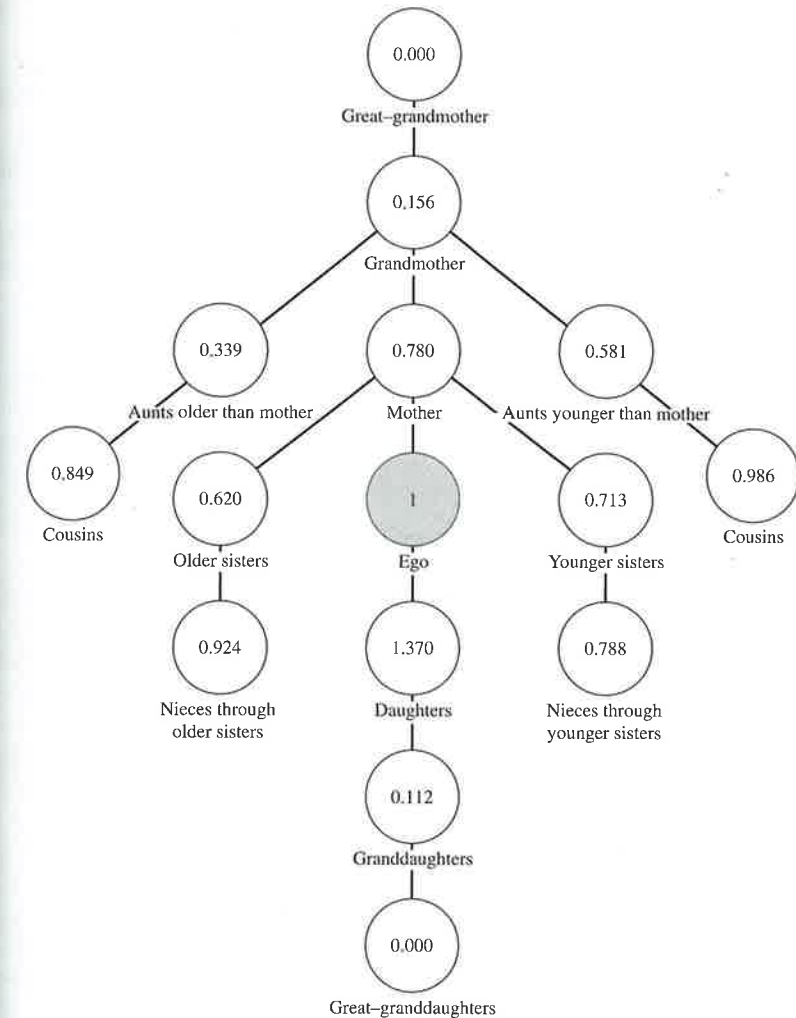 0.000
Great–grandmother
0.156
Grandmother
0.339
0.780
0.581
Aunts older than mother
Mother
Aunts younger than mother
0.849
0.620
1
0.713
0.986
Cousins
Older sisters
Ego
Younger sisters
Cousins
0.924
1.370
0.788
Nieces through
older sisters
Daughters
Nieces through
younger sisters
0.112
Granddaughters
0.000
Great–granddaughters